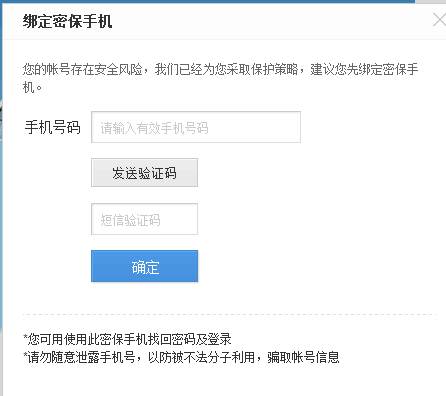 绑定密保手机
您的帐号存在安全风险，我们已经为您采取保护策略，建议您先绑定密保手
机。
手机号码 请输入有效手机号码
发送验证码
短信验证码
确定
*您可用使用此密保手机找回密码及登录
*请勿随意泄露手机号，以防被不法分子利用，骗取帐号信息